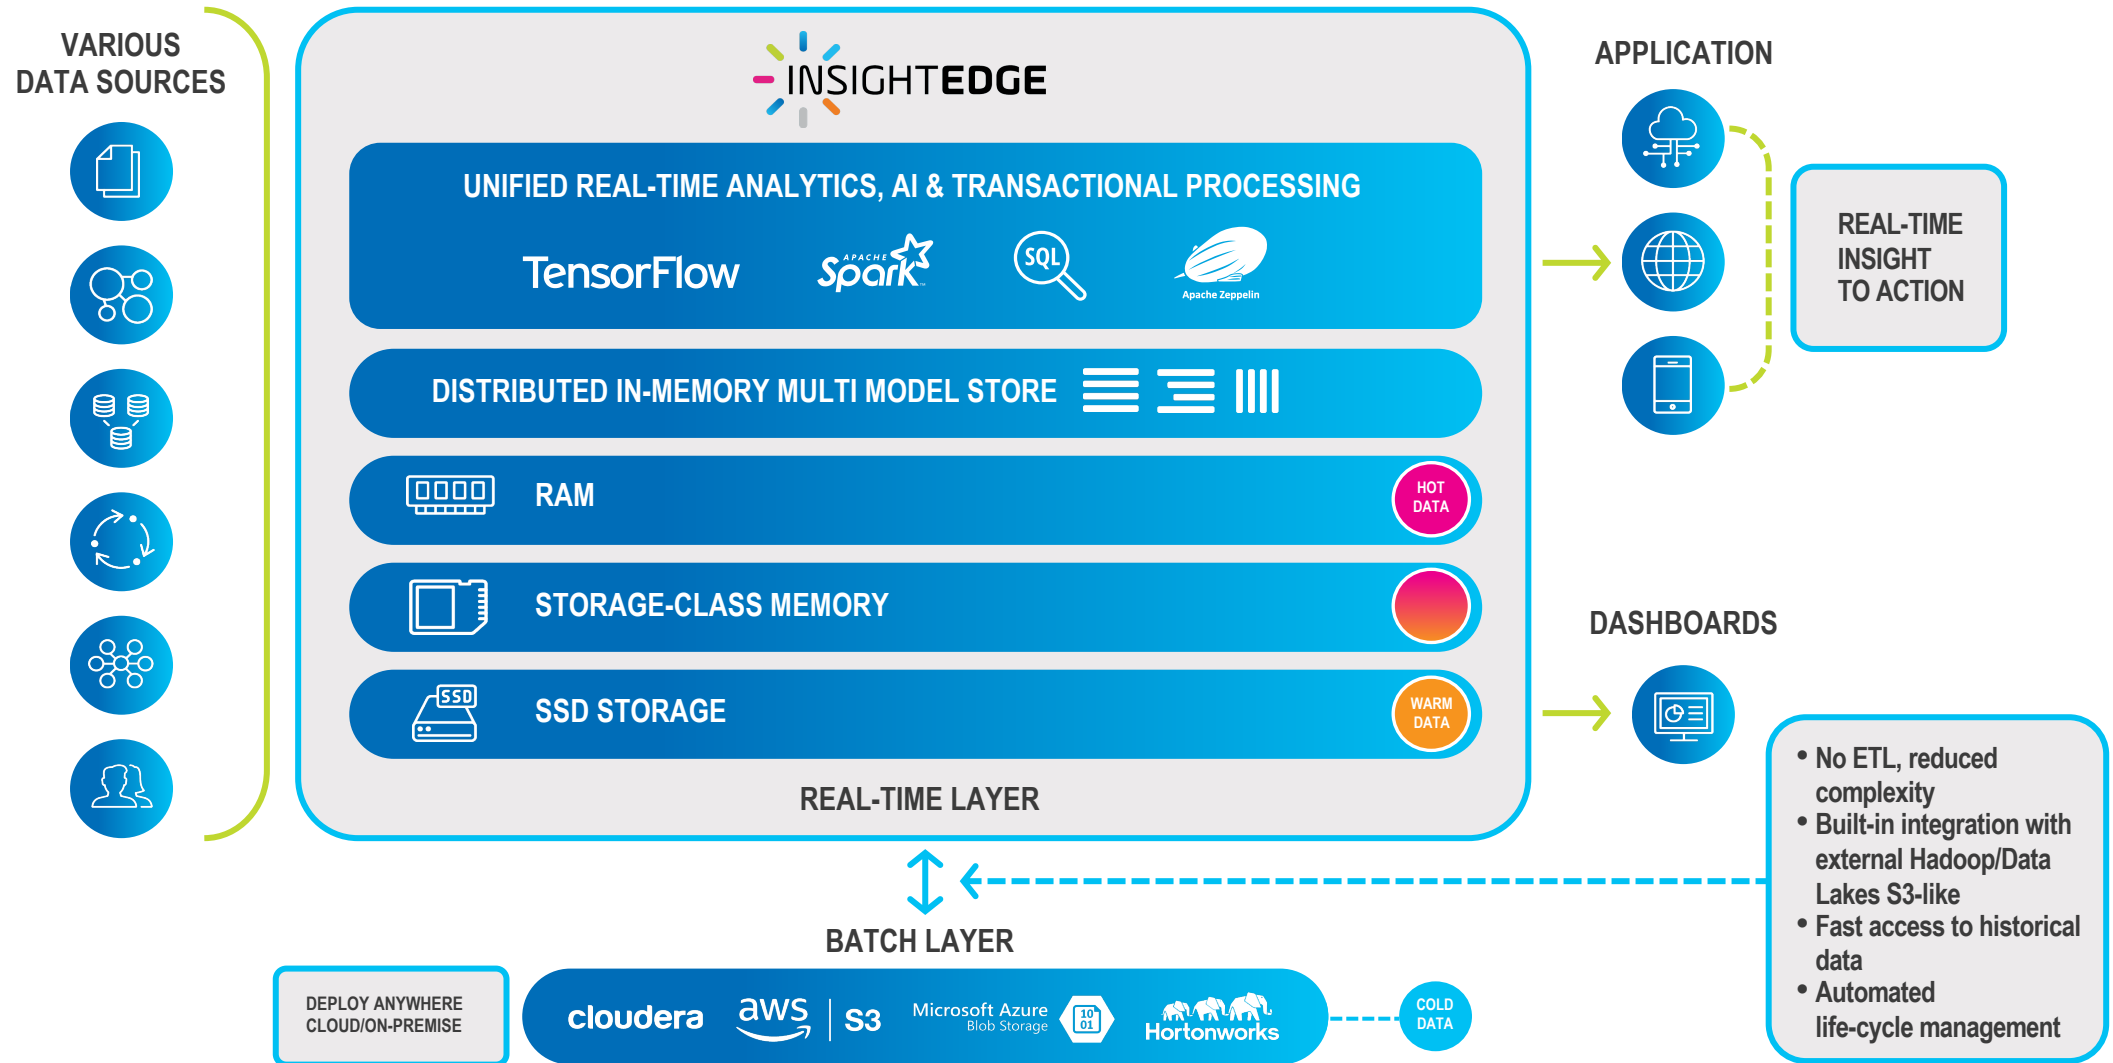 VARIOUS
DATA SOURCES
INSIGHTEDGE
UNIFIED REAL-TIME ANALYTICS, AI & TRANSACTIONAL PROCESSING
TensorFlow
APACHE
Spark™
SQL
Apache Zeppelin
DISTRIBUTED IN-MEMORY MULTI MODEL STORE
RAM
HOT
DATA
STORAGE-CLASS MEMORY
SSD
SSD STORAGE
WARM
DATA
REAL-TIME LAYER
APPLICATION
REAL-TIME
INSIGHT
TO ACTION
DASHBOARDS
• No ETL, reduced
complexity
• Built-in integration with
external Hadoop/Data
Lakes S3-like
• Fast access to historical
data
• Automated
life-cycle management
BATCH LAYER
DEPLOY ANYWHERE
CLOUD/ON-PREMISE
cloudera
aws | S3
Microsoft Azure
Blob Storage
10
01
Hortonworks
COLD
DATA